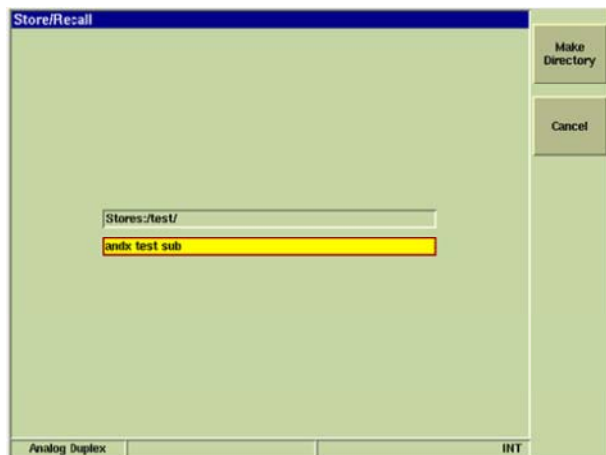 Store/Recall
Make
Directory
Cancel
Stores:/test/
andx test sub
Analog Duplex
INT